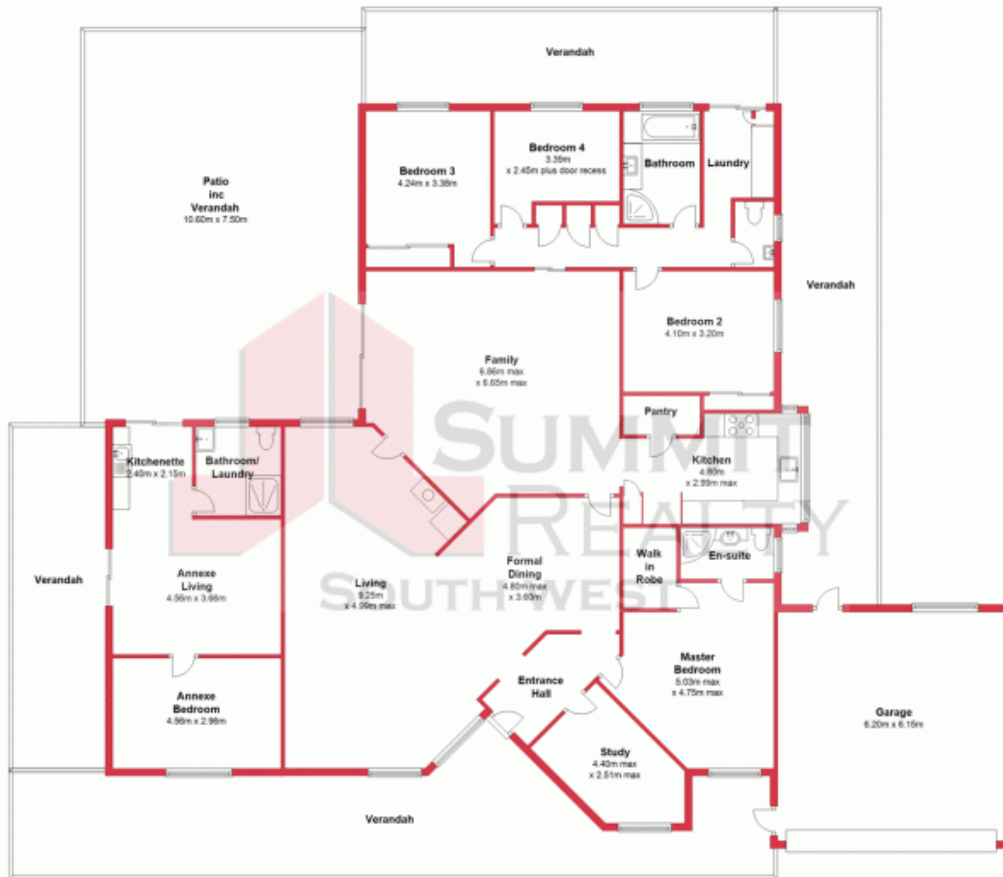 Verandah
Patio
inc
Verandah
10.60m x 7.50m
Bedroom 3
4.24m x 3.38m
Bedroom 4
3.39m
x 2.45m plus door recess
Bathroom
Laundry
Verandah
Family
6.86m max
x 6.65m max
Bedroom 2
4.10m x 3.20m
Pantry
Kitchen
4.80m
x 2.99m max
SUMMIT
REALTY
SOUTH WEST
Kitchenette
2.40m x 2.15m
Bathroom/
Laundry
Verandah
Annexe
Living
4.56m x 3.66m
Living
9.25m
x 4.99m max
Formal
Dining
4.80m max
x 3.60m
Walk
in
Robe
En-suite
Annexe
Bedroom
4.56m x 2.96m
Entrance
Hall
Master
Bedroom
5.03m max
x 4.75m max
Study
4.40m max
x 2.51m max
Garage
6.20m x 6.15m
Verandah